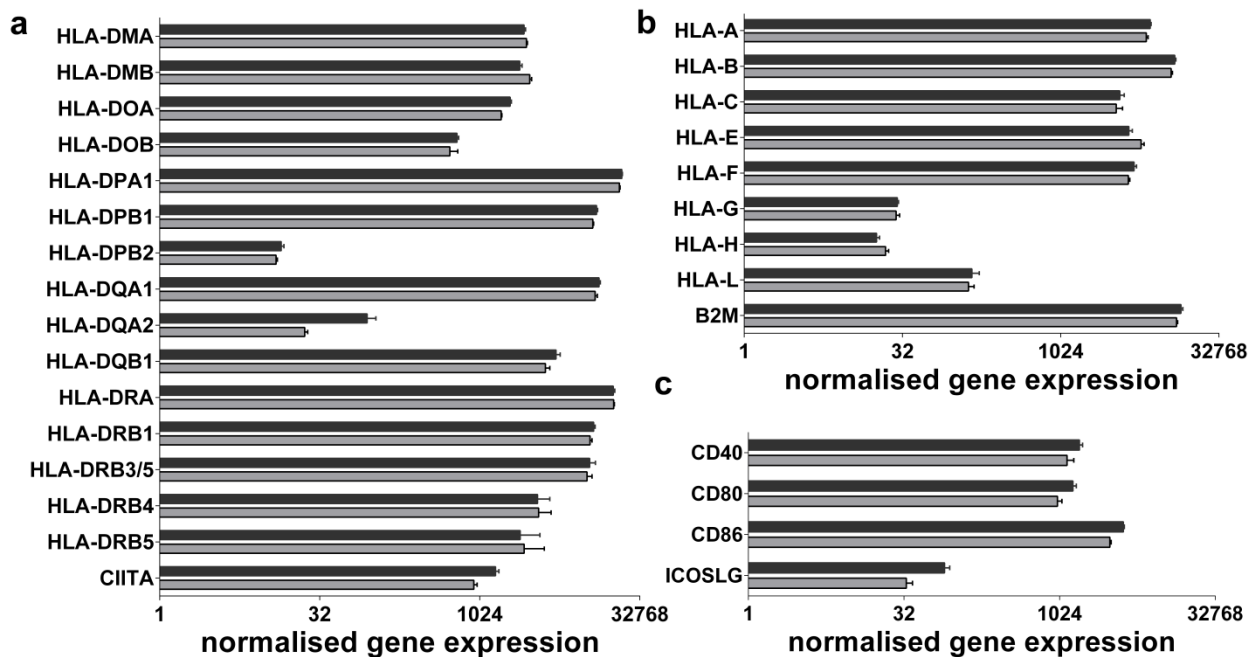 a
HLA-DMA
HLA-DMB
HLA-DOA
HLA-DOB
HLA-DPA1
HLA-DPB1
HLA-DPB2
HLA-DQA1
HLA-DQA2
HLA-DQB1
HLA-DRA
HLA-DRB1
HLA-DRB3/5
HLA-DRB4
HLA-DRB5
CIITA
1 32 1024 32768
normalised gene expression
b
HLA-A
HLA-B
HLA-C
HLA-E
HLA-F
HLA-G
HLA-H
HLA-L
B2M
1 32 1024 32768
normalised gene expression
c
CD40
CD80
CD86
ICOSLG
1 32 1024 32768
normalised gene expression